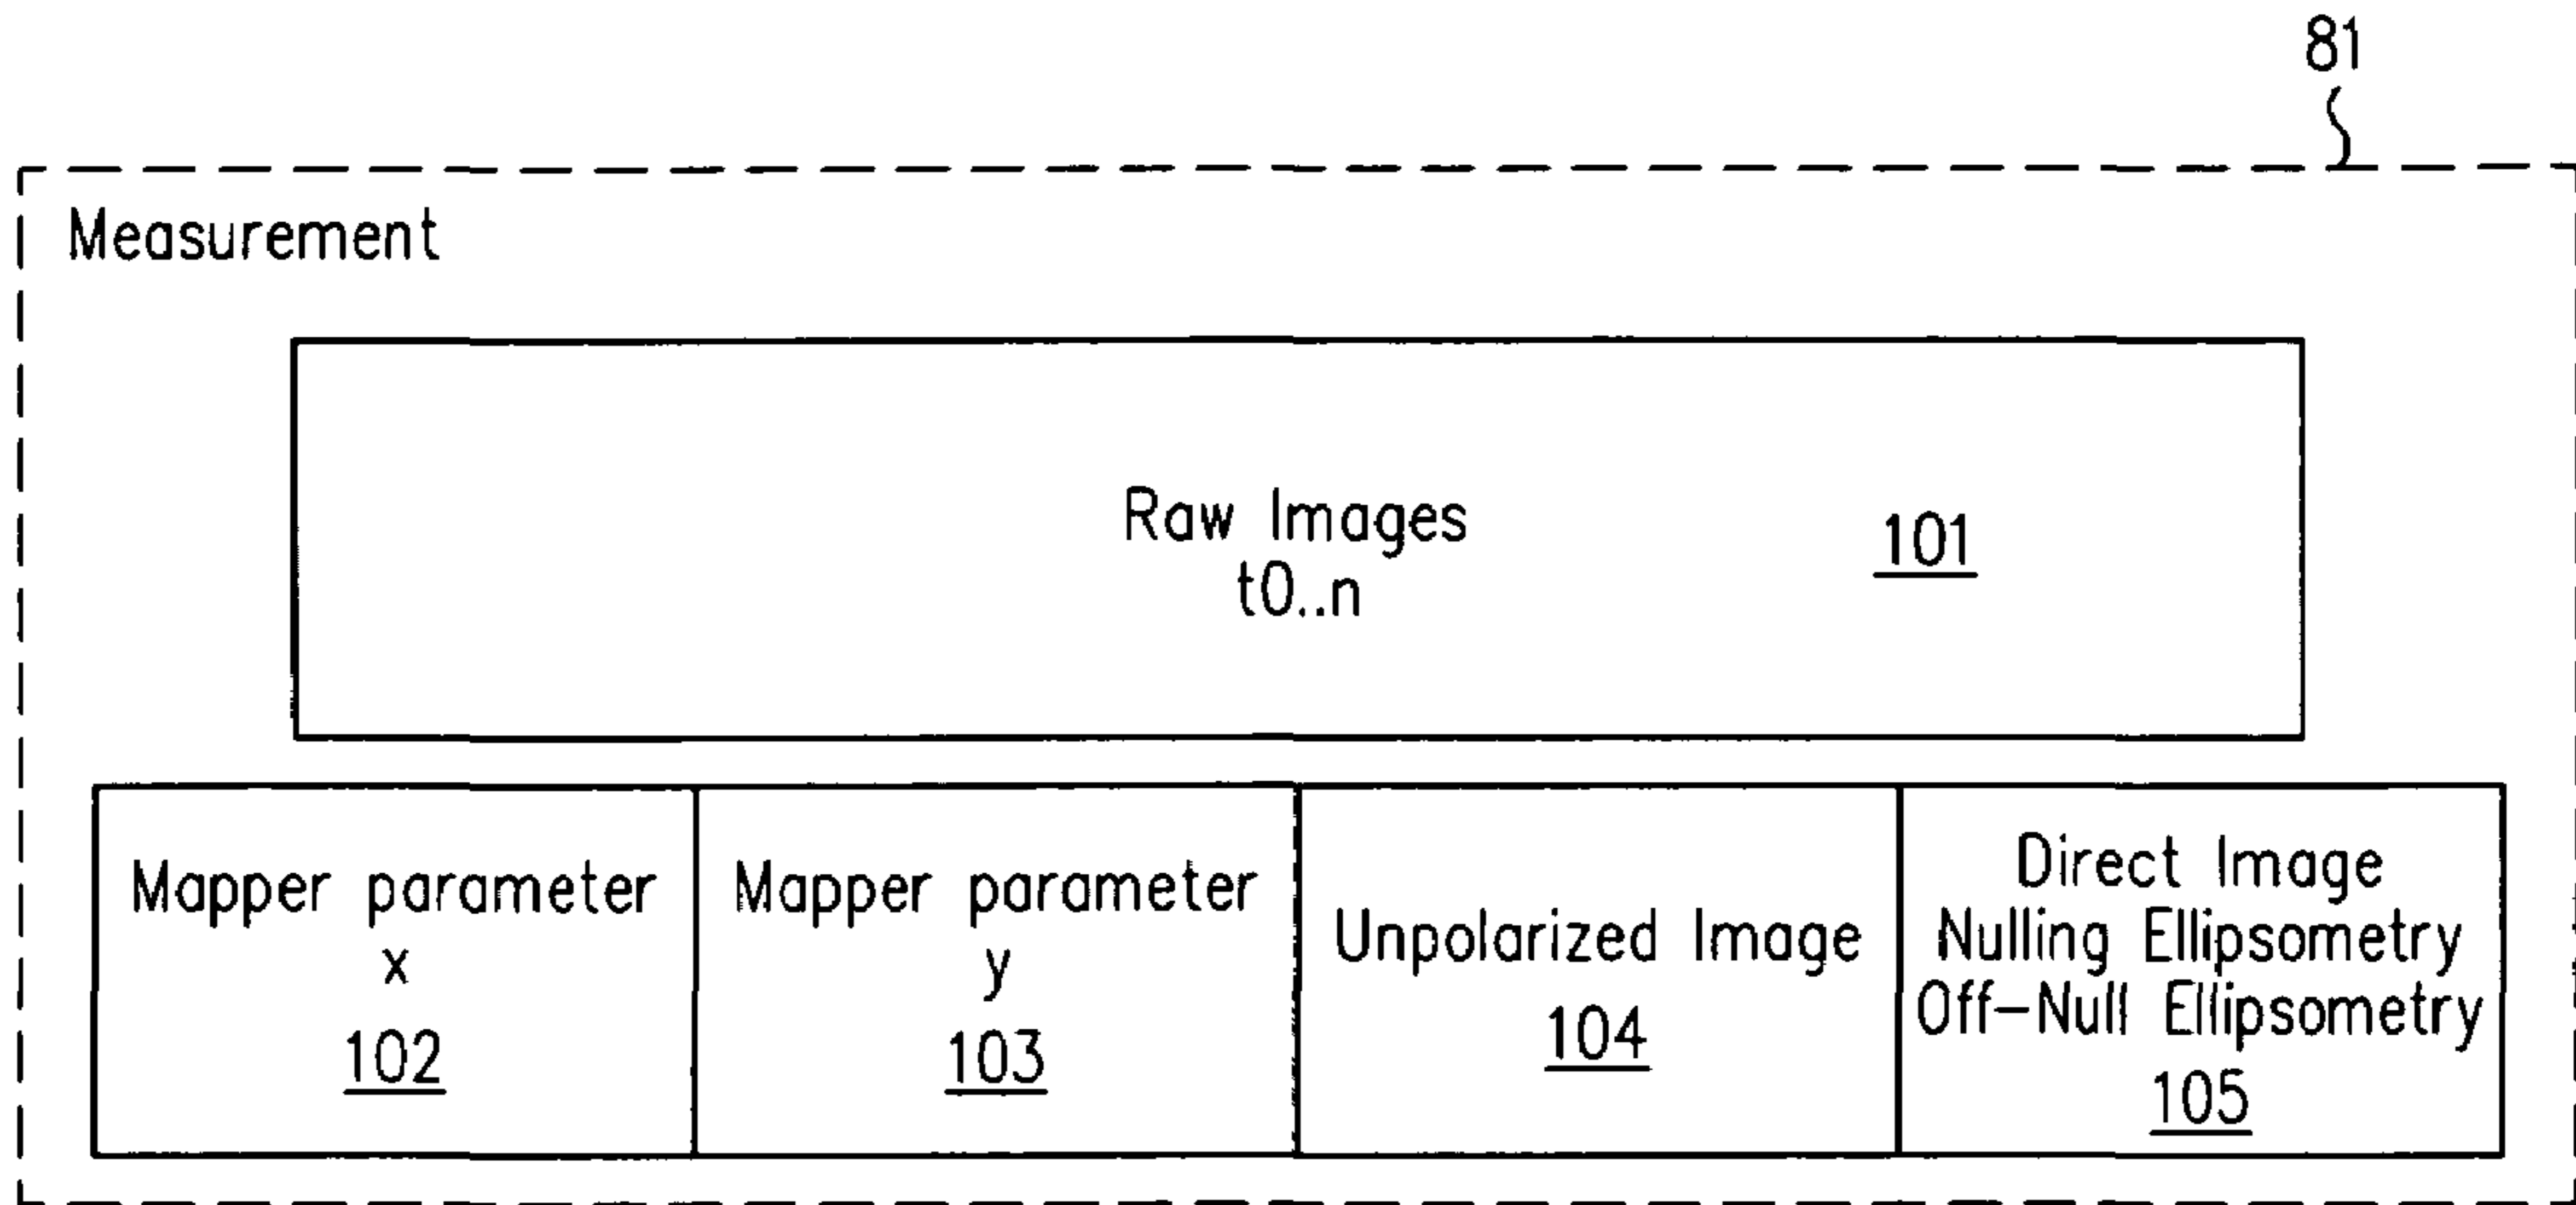 81
Measurement
Raw Images
t0..n
101
Mapper parameter
x
102
Mapper parameter
y
103
Unpolarized Image
104
Direct Image
Nulling Ellipsometry
Off-Null Ellipsometry
105